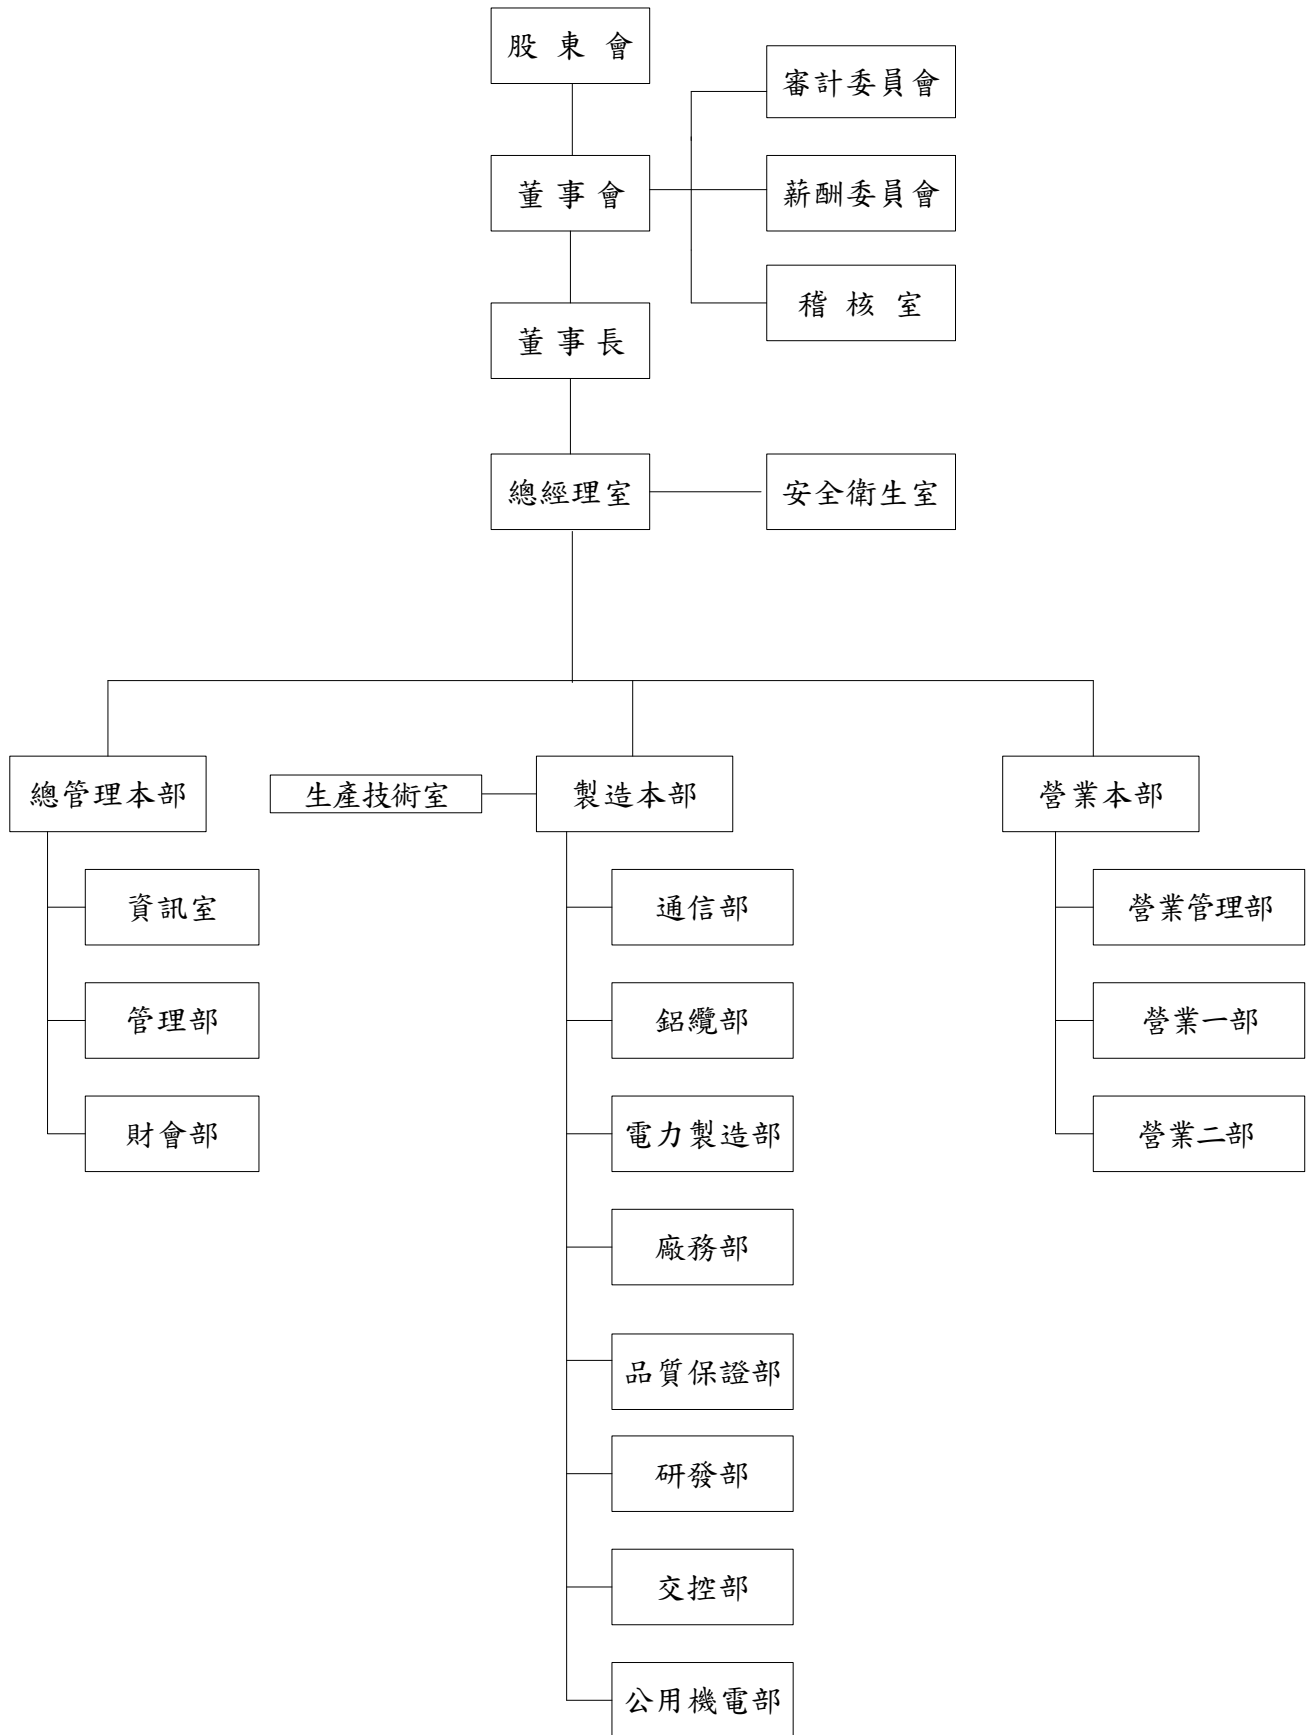 股東會
審計委員會
董事會
薪酬委員會
稽核室
董事長
總經理室
安全衛生室
總管理本部
生產技術室
製造本部
營業本部
資訊室
通信部
營業管理部
管理部
鋁纜部
營業一部
財會部
電力製造部
營業二部
廠務部
品質保證部
研發部
交控部
公用機電部